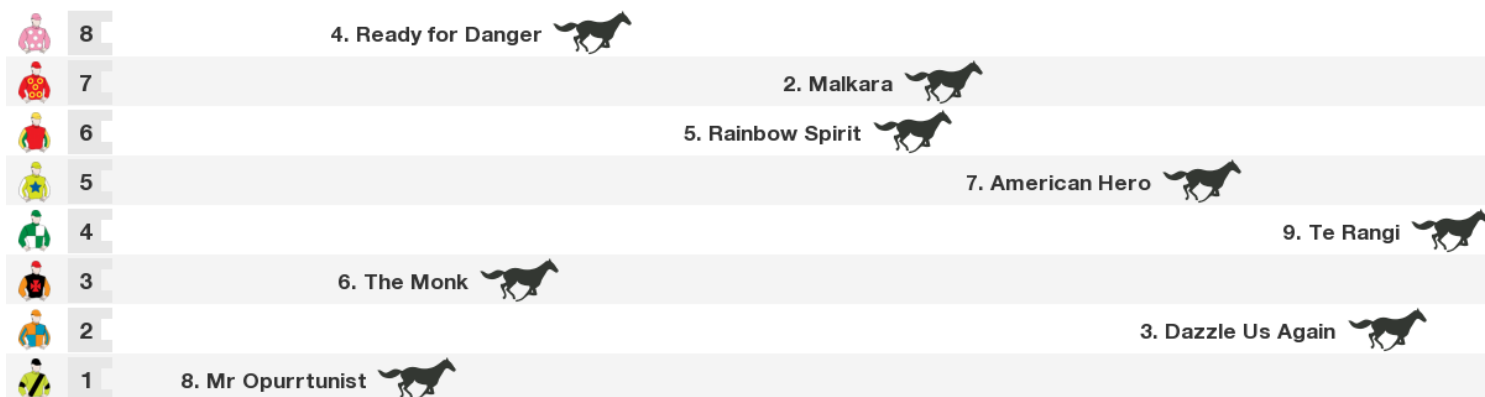 8 4. Ready for Danger
7 2. Malkara
6 5. Rainbow Spirit
5 7. American Hero
4 9. Te Rangi
3 6. The Monk
2 3. Dazzle Us Again
1 8. Mr Opurrtunist